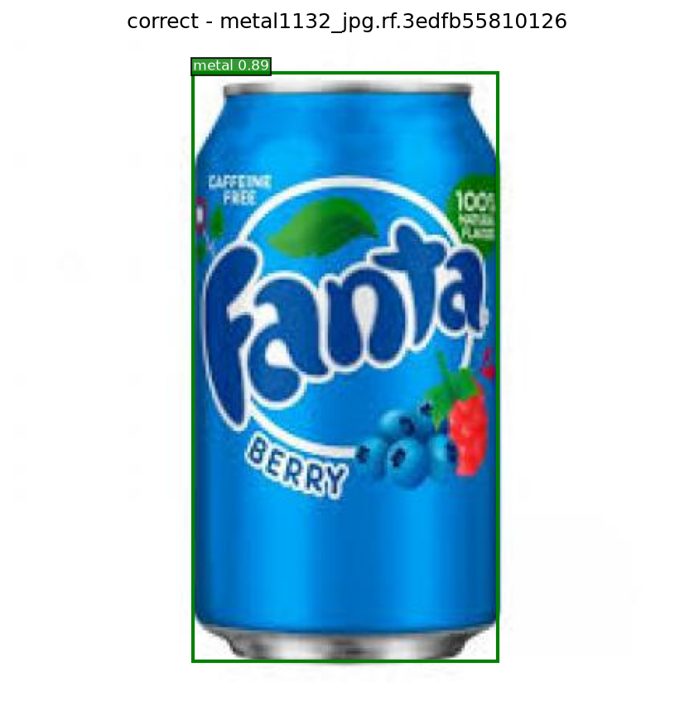 correct - metal1132_jpg.rf.3edfb55810126
metal 0.89
CAFFEINE
FREE
100%
NATURAL
FLAVORS
Fanta
BERRY